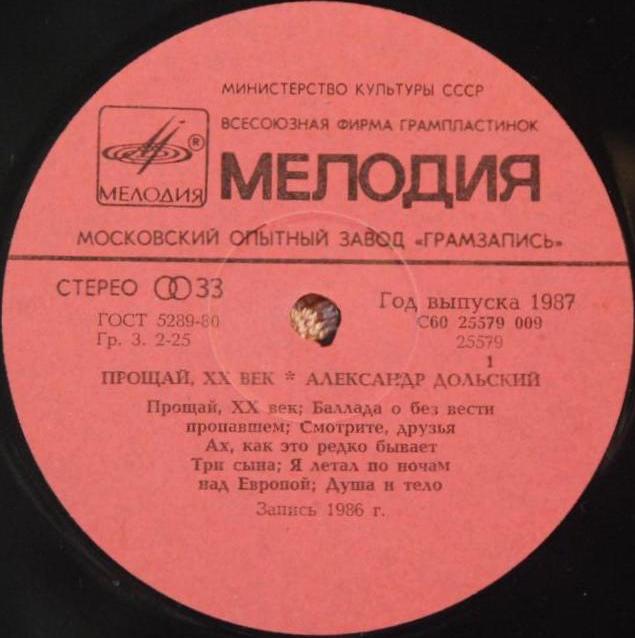 МИНИСТЕРСТВО КУЛЬТУРЫ СССР
ВСЕСОЮЗНАЯ ФИРМА ГРАМПЛАСТИНОК
МЕЛОДИЯ ® МЕЛОДИЯ
МОСКОВСКИЙ ОПЫТНЫЙ ЗАВОД «ГРАМЗАПИСЬ»
СТЕРЕО 33 Год выпуска 1987
ГОСТ 5289-80 С60 25579 009
Гр. 3. 2-25 25579
1
ПРОЩАЙ, XX ВЕК * АЛЕКСАНДР ДОЛЬСКИЙ
Прощай, XX век; Баллада о без вести
пропавшем; Смотрите, друзья
Ах, как это редко бывает
Три сына; Я летал по ночам
над Европой; Душа и тело
Запись 1986 г.